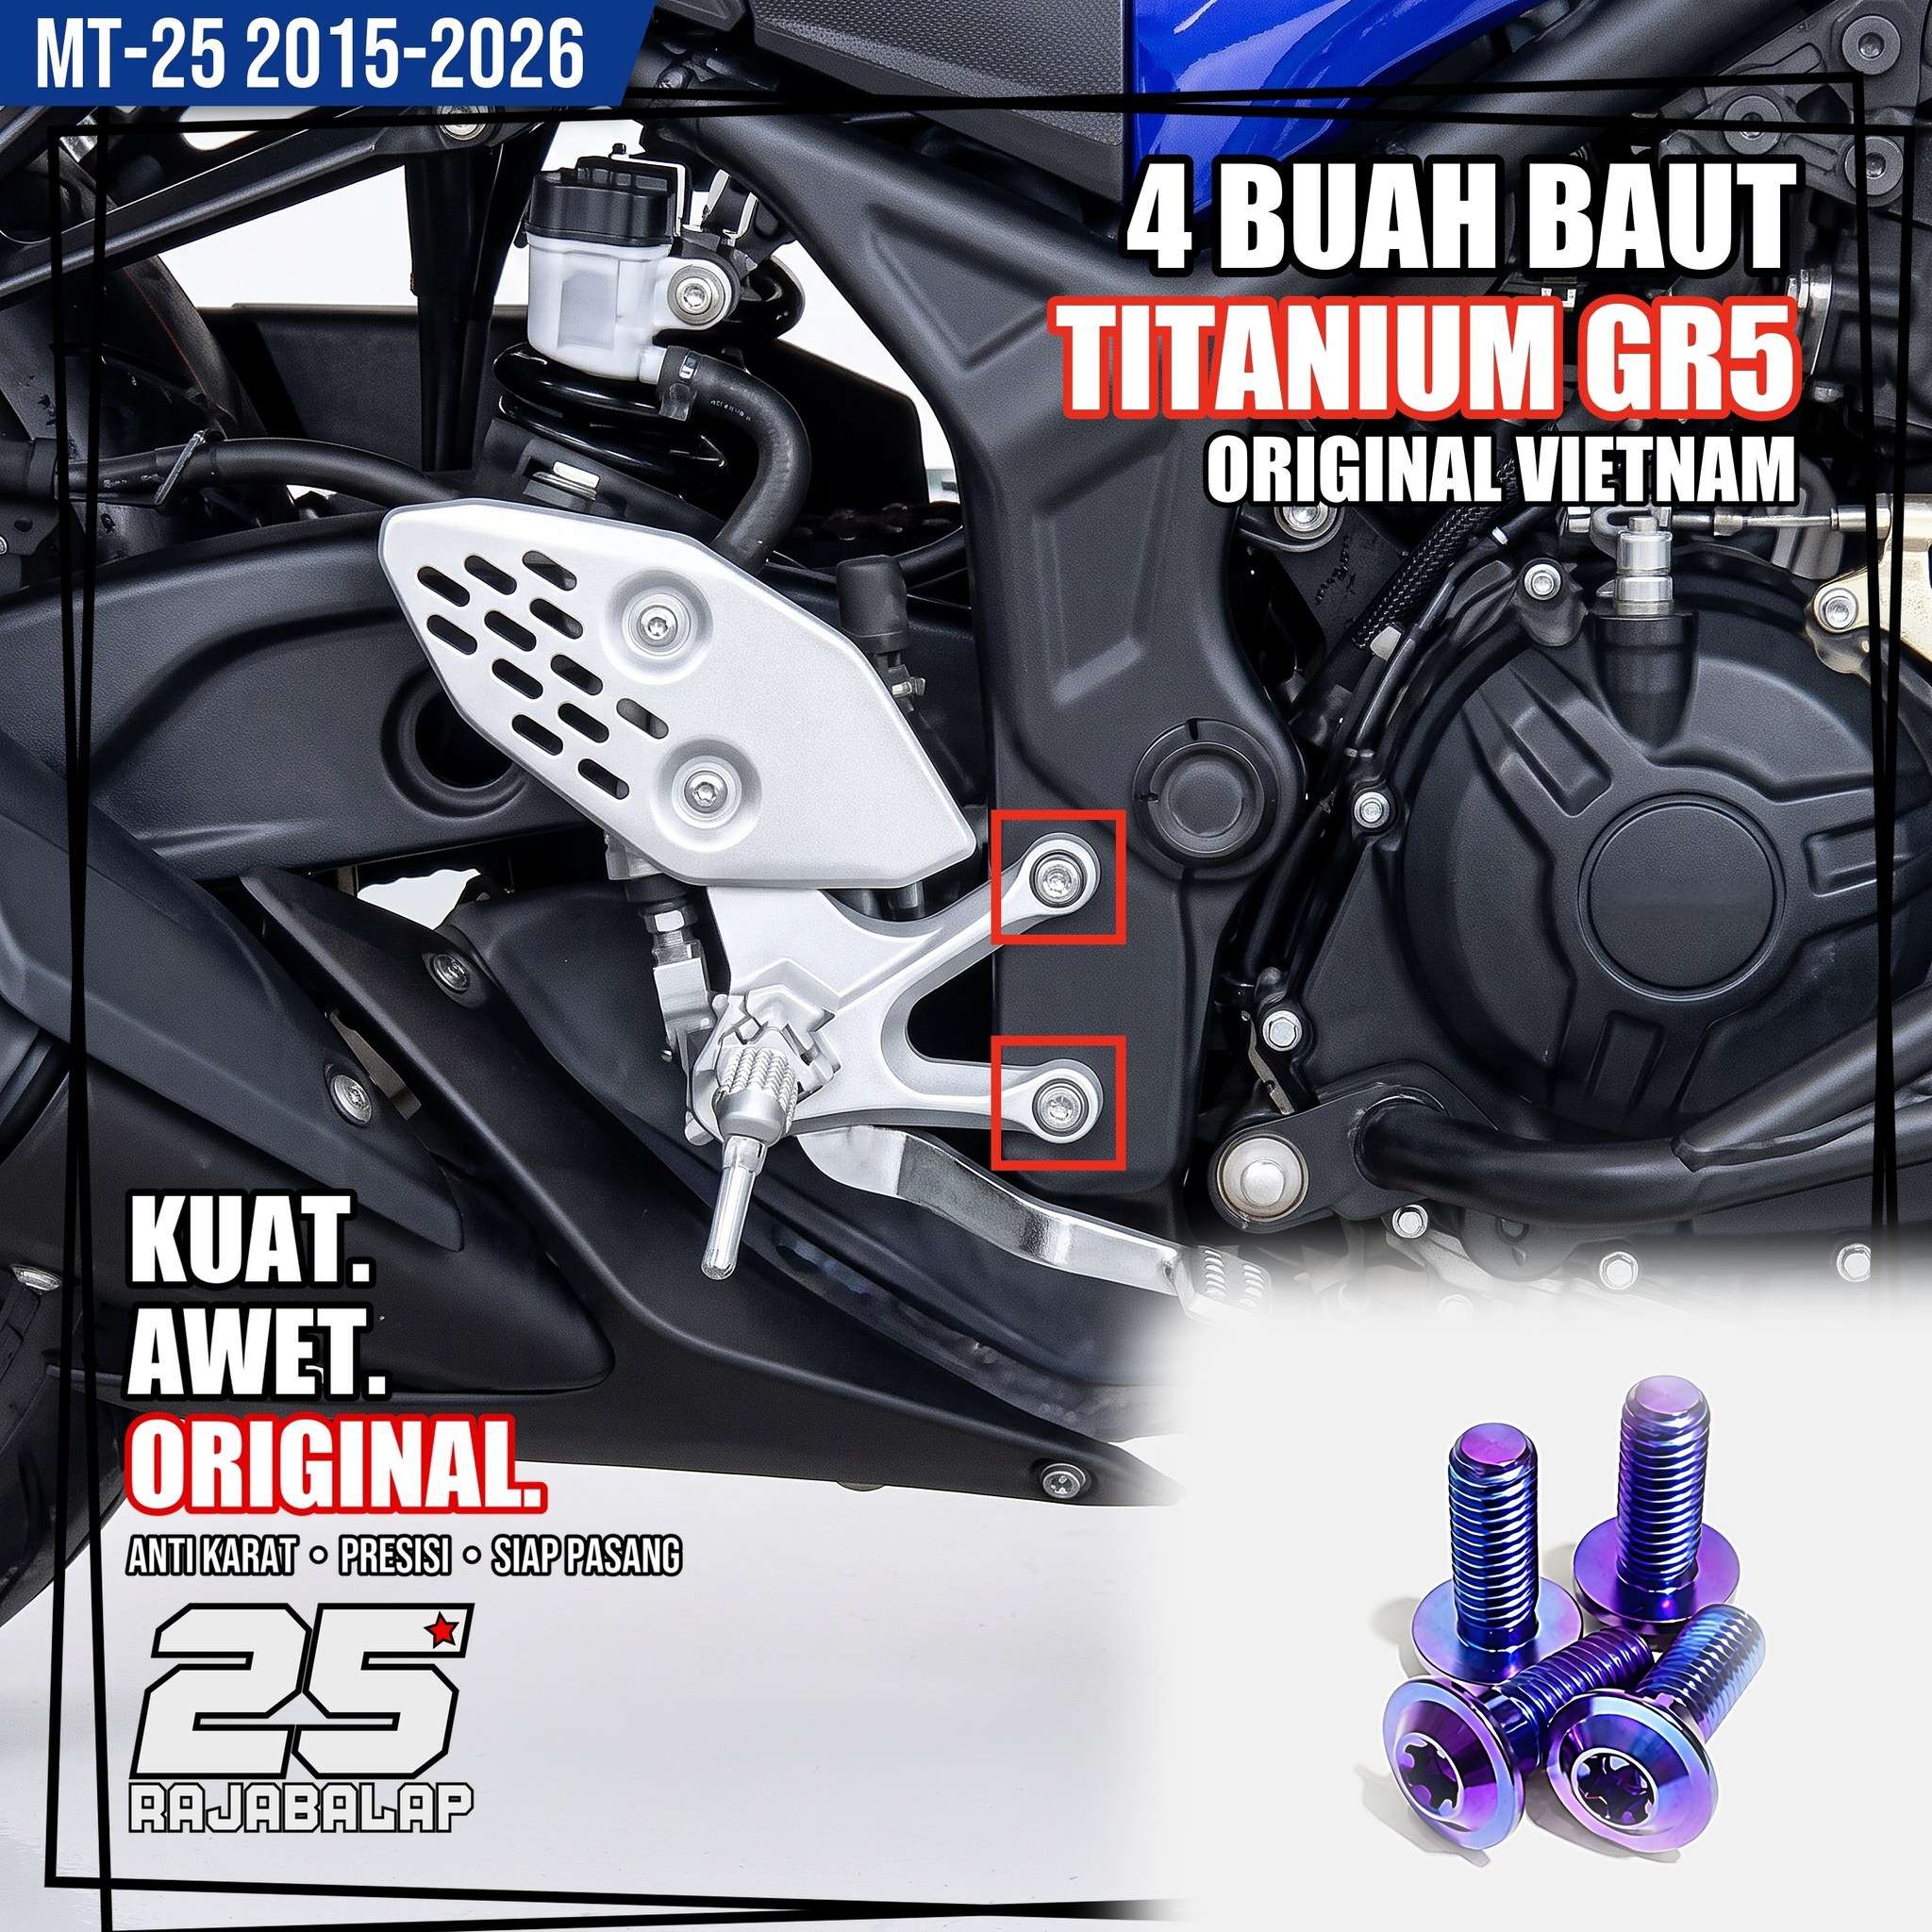 MT-25 2015-2026
4 BUAH BAUT
TITANIUM GR5
ORIGINAL VIETNAM
KUAT.
AWET.
ORIGINAL.
ANTI KARAT • PRESISI • SIAP PASANG
25
RAJABALAP